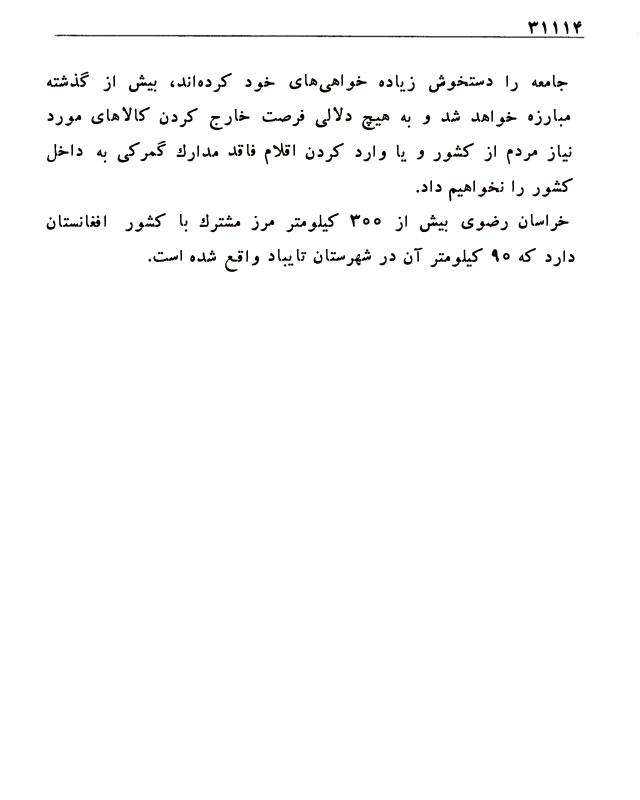 ۳۱۱۱۴
جامعه را دستخوش زیاده خواهی‌های خود کرده‌اند، بیش از گذشته
مبارزه خواهد شد و به هیچ دلالی فرصت خارج کردن کالاهای مورد
نیاز مردم از کشور و یا وارد کردن اقلام فاقد مدارك گمرکی به داخل
کشور را نخواهیم داد.
خراسان رضوی بیش از ۳۰۰ کیلومتر مرز مشترك با کشور افغانستان
دارد که ۹۰ کیلومتر آن در شهرستان تایباد واقع شده است.